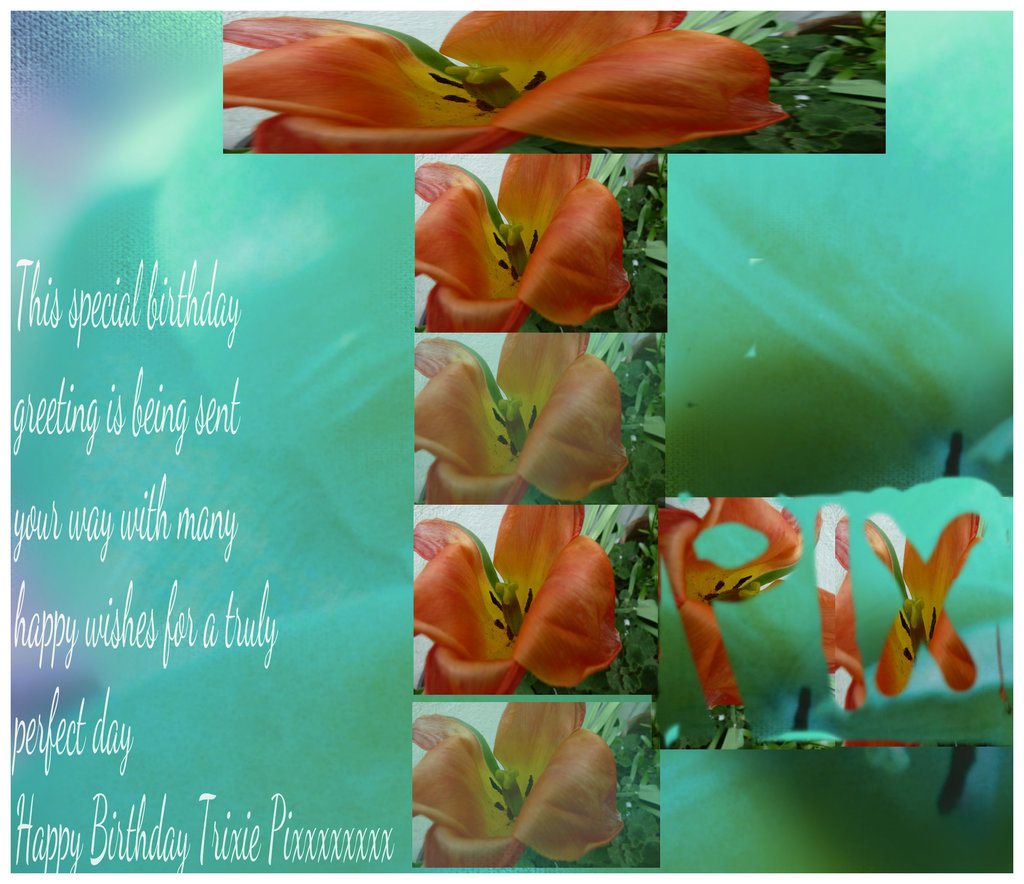 This special birthday
greeting is being sent
your way with many
happy wishes for a truly
perfect day
Happy Birthday Trixie Pixxxxxxxxx
PIX